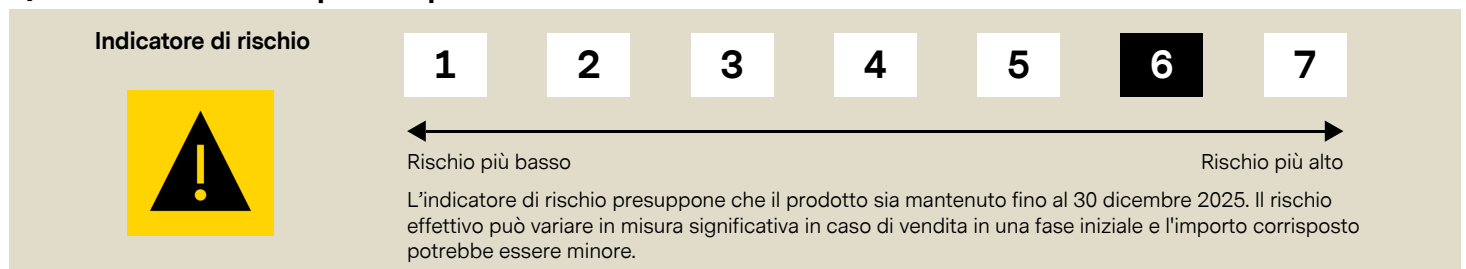 Indicatore di rischio
1 2 3 4 5 6 7
Rischio più basso Rischio più alto
L'indicatore di rischio presuppone che il prodotto sia mantenuto fino al 30 dicembre 2025. Il rischio
effettivo può variare in misura significativa in caso di vendita in una fase iniziale e l'importo corrisposto
potrebbe essere minore.